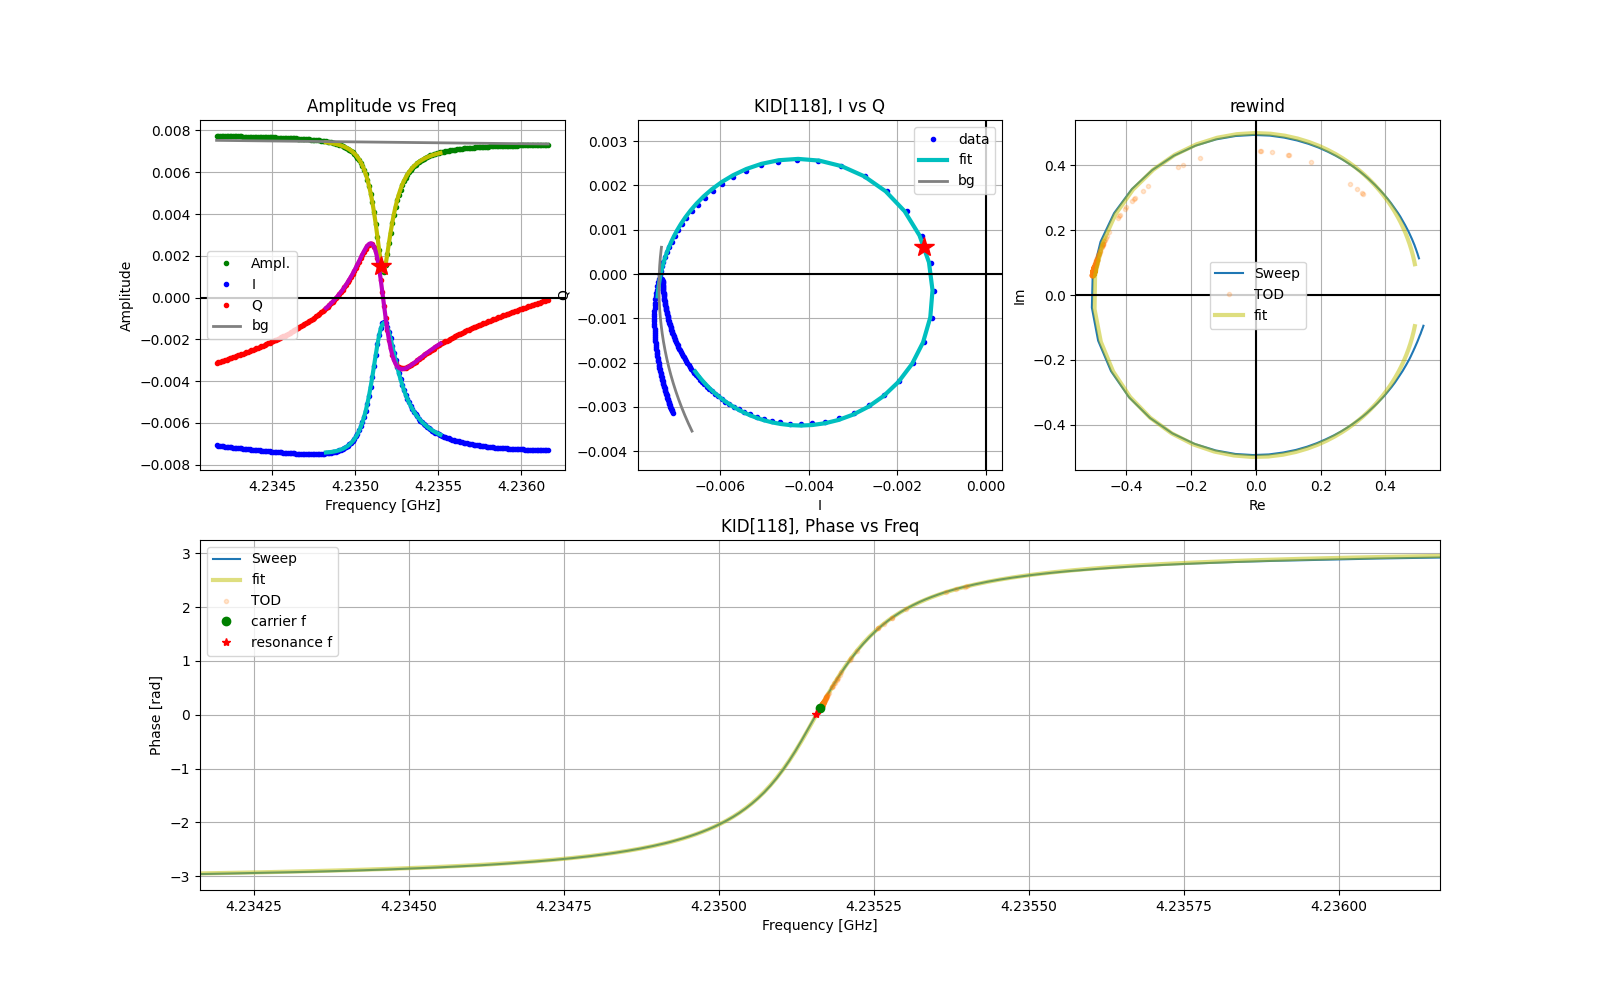 Amplitude vs Freq
Amplitude
0.008
0.006
0.004
0.002
0.000
−0.002
−0.004
−0.006
−0.008
Ampl.
I
Q
bg
4.2345 4.2350 4.2355 4.2360
Frequency [GHz]
KID[118], I vs Q
Q
0.003
0.002
0.001
0.000
−0.001
−0.002
−0.003
−0.004
data
fit
bg
−0.006 −0.004 −0.002 0.000
I
rewind
Im
0.4
0.2
0.0
−0.2
−0.4
Sweep
TOD
fit
−0.4 −0.2 0.0 0.2 0.4
Re
KID[118], Phase vs Freq
Phase [rad]
3
2
1
0
−1
−2
−3
Sweep
fit
TOD
carrier f
resonance f
4.23425 4.23450 4.23475 4.23500 4.23525 4.23550 4.23575 4.23600
Frequency [GHz]